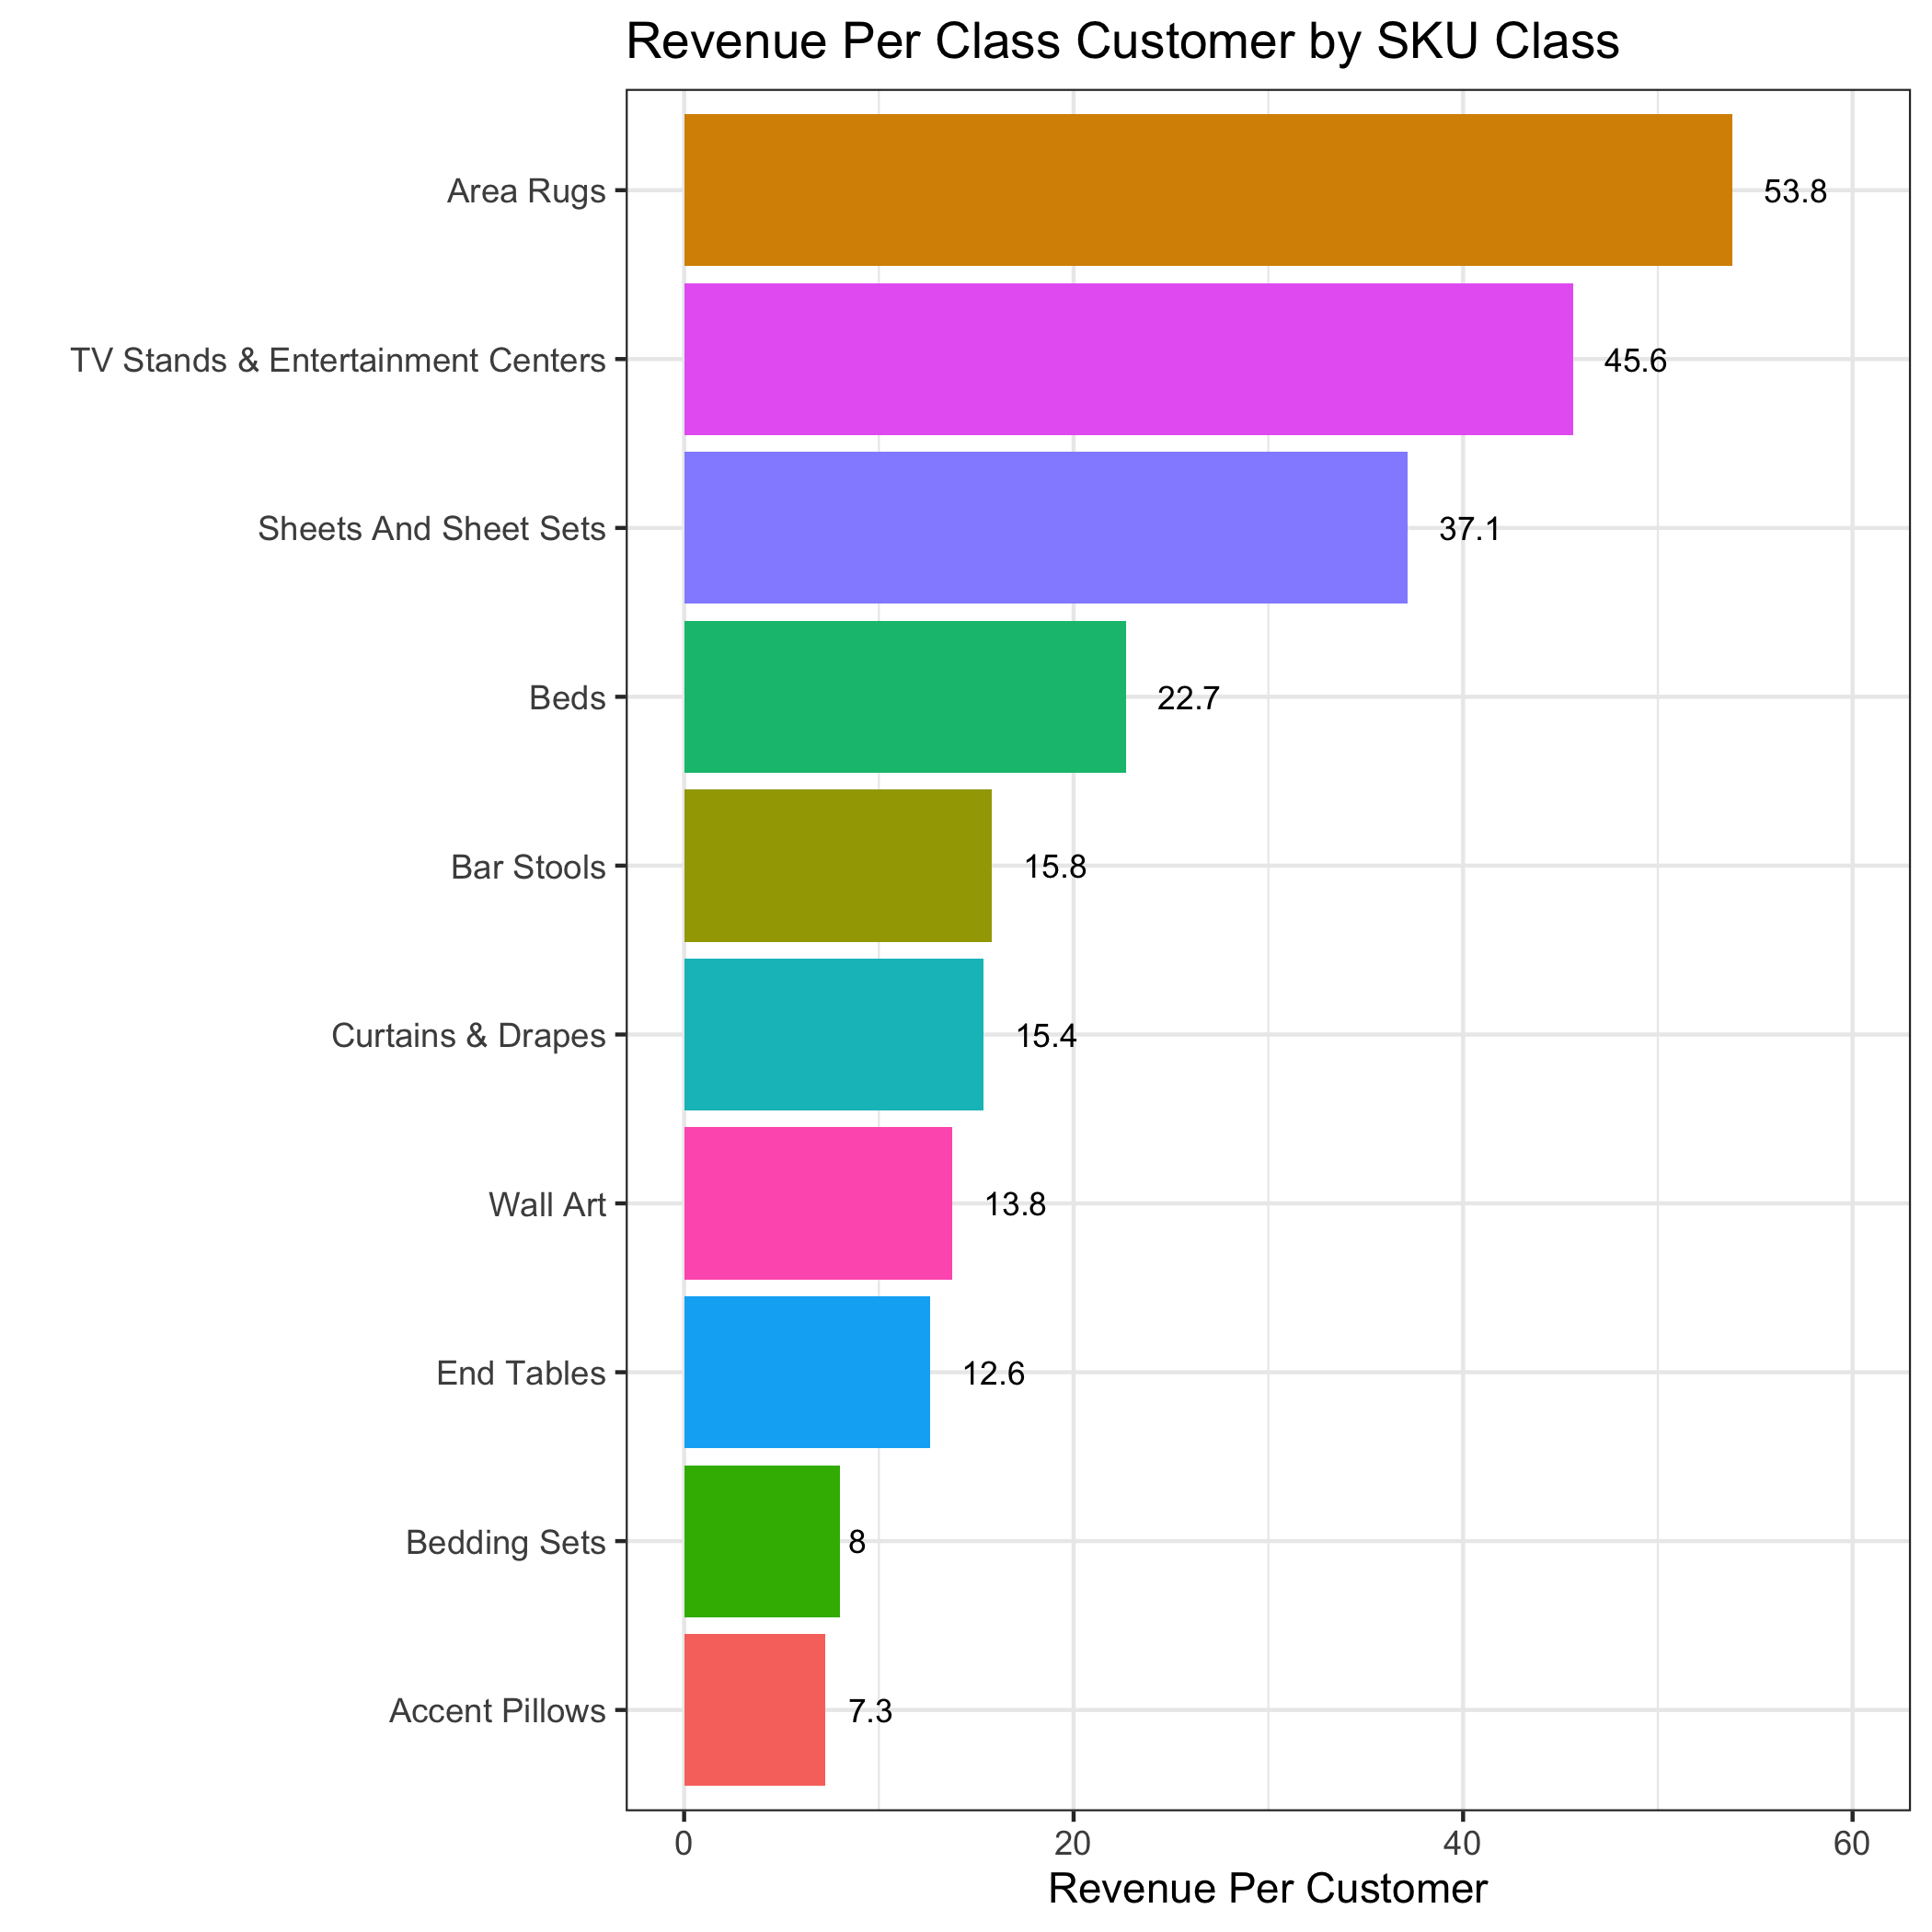 Revenue Per Class Customer by SKU Class
Area Rugs
53.8
TV Stands & Entertainment Centers
45.6
Sheets And Sheet Sets
37.1
Beds
22.7
Bar Stools
15.8
Curtains & Drapes
15.4
Wall Art
13.8
End Tables
12.6
Bedding Sets
8
Accent Pillows
7.3
0 20 40 60
Revenue Per Customer